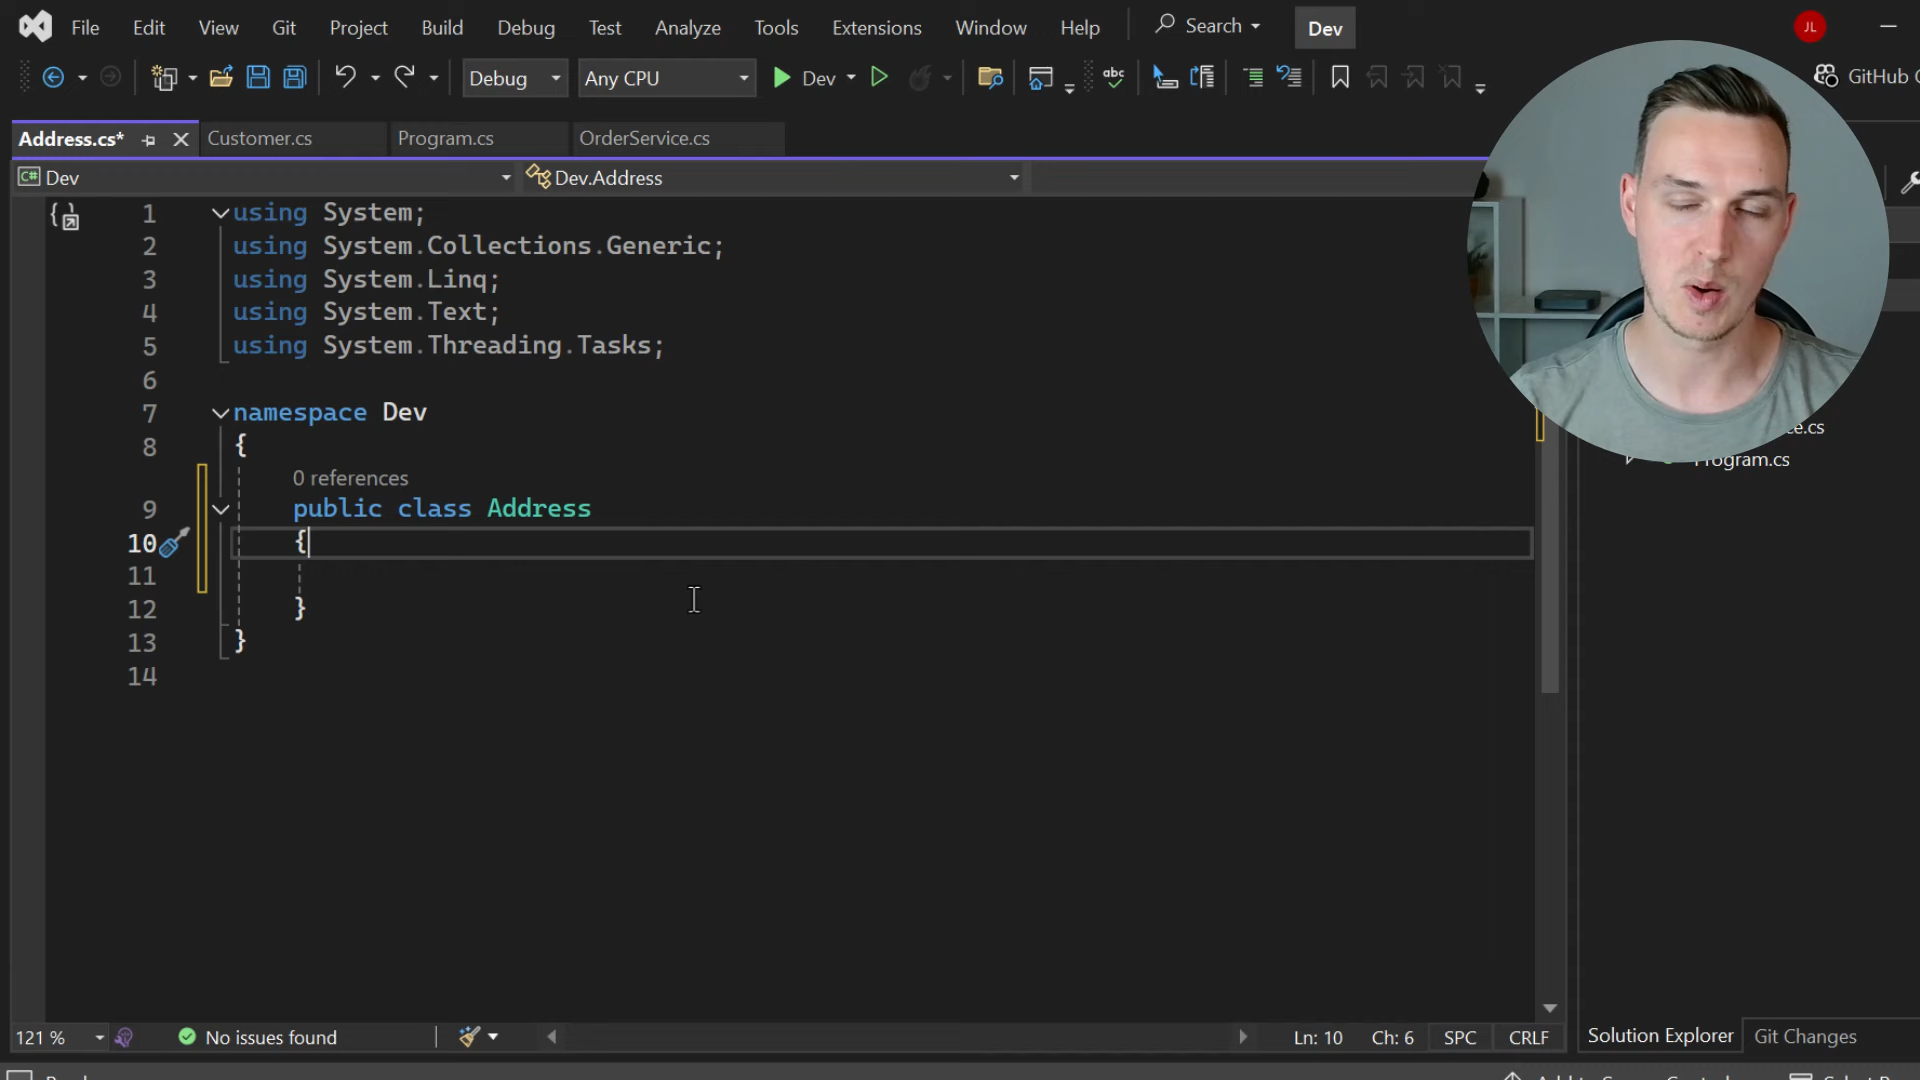 File Edit View Git Project Build Debug Test Analyze Tools Extensions Window Help Search Dev JL
Debug Any CPU Dev abc GitHub
Address.cs* Customer.cs Program.cs OrderService.cs
C# Dev Dev.Address
1 using System;
2 using System.Collections.Generic;
3 using System.Linq;
4 using System.Text;
5 using System.Threading.Tasks;
6
7 namespace Dev
8 {
0 references
9 public class Address
10 {
11
12 }
13 }
14
Program.cs
121 % No issues found Ln: 10 Ch: 6 SPC CRLF
Solution Explorer Git Changes